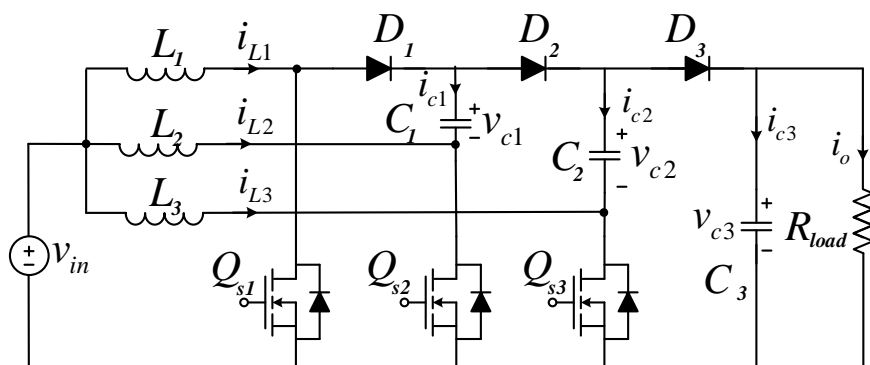 L1 iL1 D1 D2 D3
ic1
L2 iL2 C1 vc1 ic2 ic3
C2 vc2 io
L3 iL3
vin Qs1 Qs2 Qs3 vc3 Rload
C3